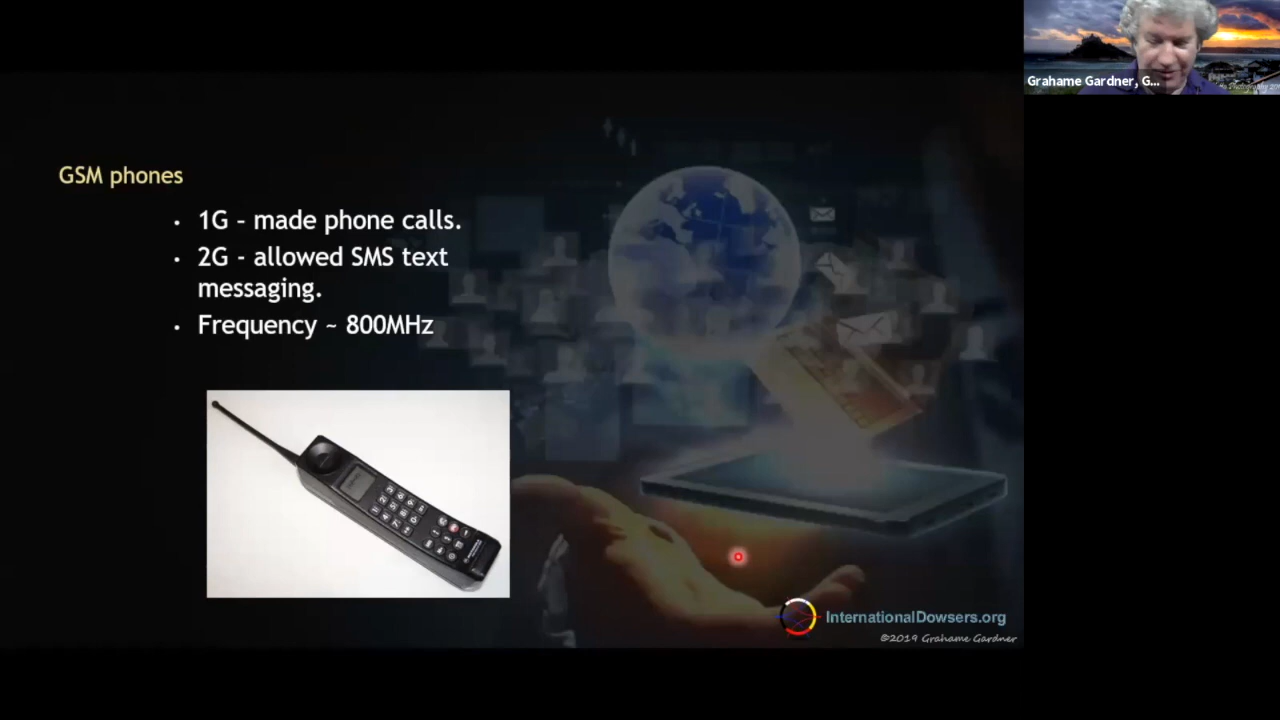 Grahame Gardner, G...
GSM phones
• 1G – made phone calls.
• 2G - allowed SMS text
messaging.
• Frequency ~ 800MHz
InternationalDowsers.org
©2019 Grahame Gardner